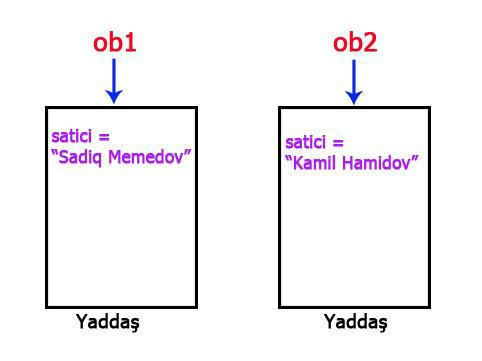 ob1
ob2
satici =
“Sadiq Memedov”
satici =
“Kamil Hamidov”
Yaddaş
Yaddaş